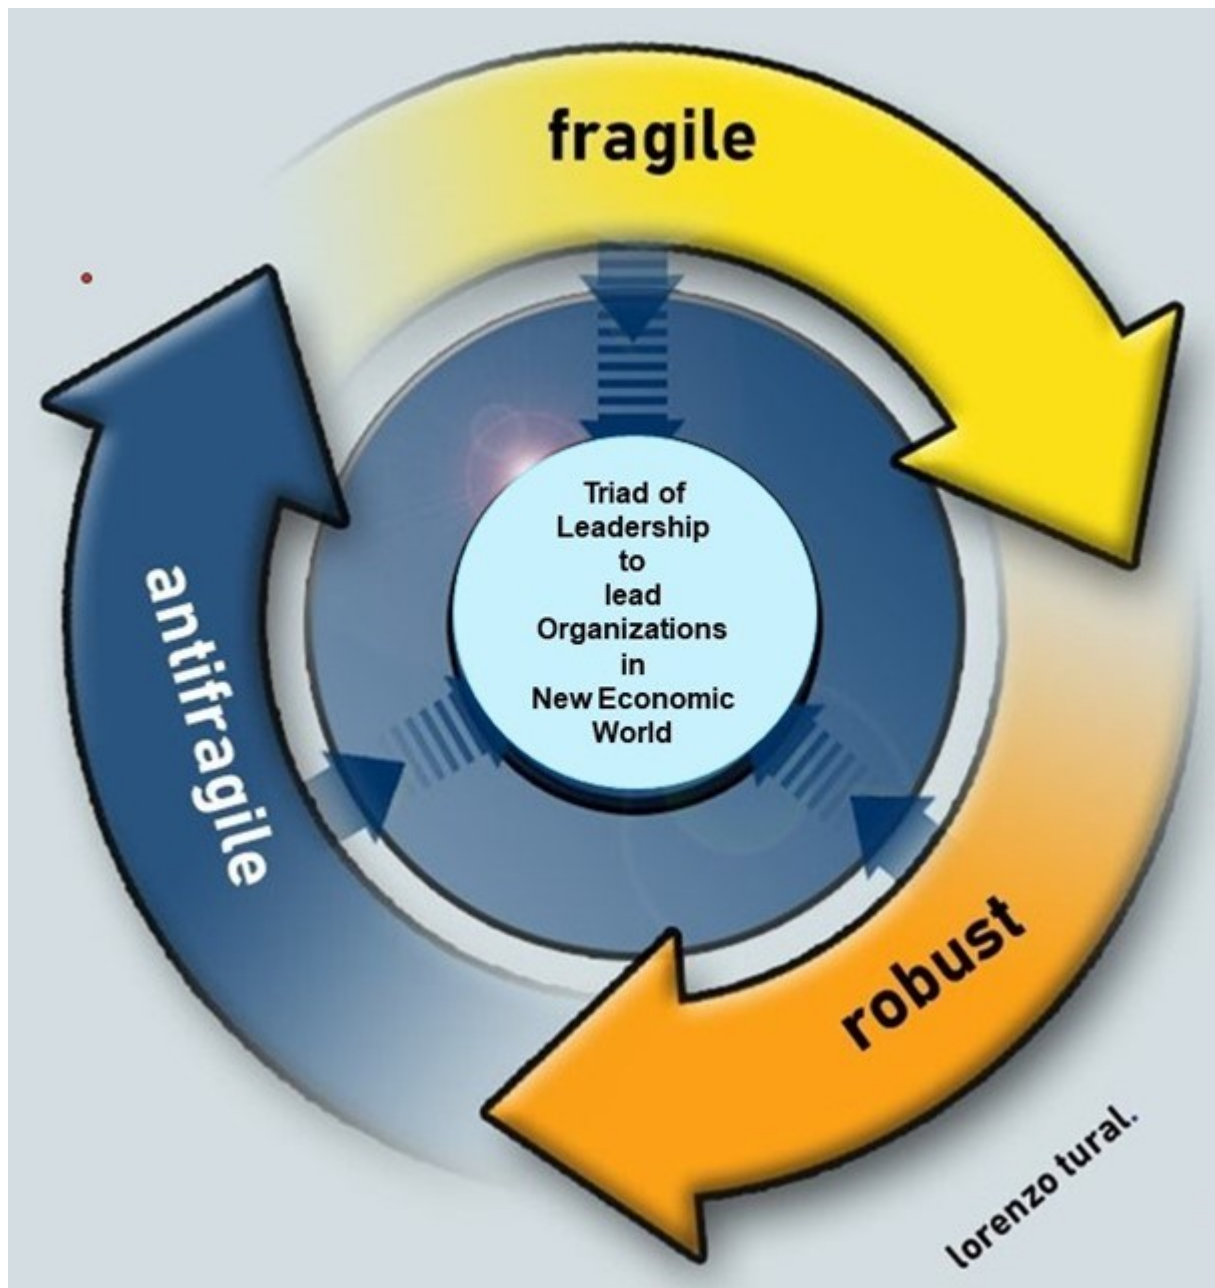 fragile
Triad of
Leadership
to
lead
Organizations
in
New Economic
World
antifragile
robust
lorenzo tural.